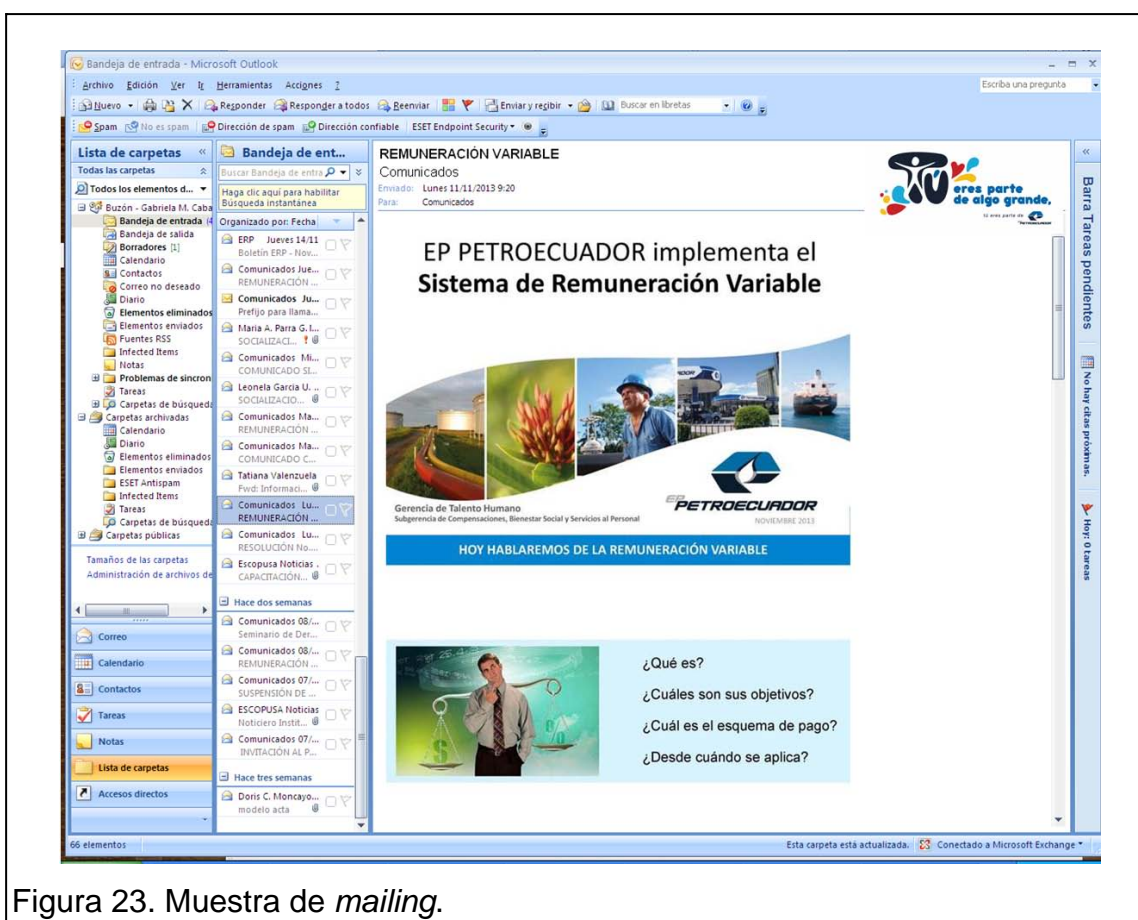 Bandeja de entrada - Microsoft Outlook
Archivo Edición Ver Ir Herramientas Acciones ?
Escriba una pregunta
Nuevo Responder Responder a todos Reenviar Enviar y recibir Buscar en libretas
Spam No es spam Dirección de spam Dirección confiable ESET Endpoint Security
Lista de carpetas «
Todas las carpetas
Todos los elementos d...
Buzón - Gabriela M. Caba
Bandeja de entrada (4
Bandeja de salida
Borradores [1]
Calendario
Contactos
Correo no deseado
Diario
Elementos eliminados
Elementos enviados
Fuentes RSS
Infected Items
Notas
Problemas de sincron
Tareas
Carpetas de búsqueda
Carpetas archivadas
Calendario
Diario
Elementos eliminados
Elementos enviados
ESET Antispam
Infected Items
Tareas
Carpetas de búsqueda
Carpetas públicas
Tamaños de las carpetas
Administración de archivos de
Correo
Calendario
Contactos
Tareas
Notas
Lista de carpetas
Accesos directos
Bandeja de ent...
Buscar Bandeja de entra
Haga clic aquí para habilitar
Búsqueda instantánea
Organizado por: Fecha
ERP Jueves 14/11
Boletín ERP - Nov...
Comunicados Jue...
REMUNERACIÓN ...
Comunicados Ju...
Prefijo para llama...
Maria A. Parra G. I...
SOCIALIZACI...
Comunicados Mi...
COMUNICADO SI...
Leonela Garcia U. ..
SOCIALIZACIO...
Comunicados Ma...
REMUNERACIÓN ...
Comunicados Ma...
COMUNICADO C...
Tatiana Valenzuela
Fwd: Informaci...
Comunicados Lu...
REMUNERACIÓN ...
Comunicados Lu...
RESOLUCIÓN No....
Escopusa Noticias .
CAPACITACIÓN...
Hace dos semanas
Comunicados 08/...
Seminario de Der...
Comunicados 08/...
REMUNERACIÓN ...
Comunicados 07/...
SUSPENSIÓN DE ...
ESCOPUSA Noticias
Noticiero Instit...
Comunicados 07/...
INVITACIÓN AL P...
Hace tres semanas
Doris C. Moncayo...
modelo acta
REMUNERACIÓN VARIABLE
Comunicados
Enviado: Lunes 11/11/2013 9:20
Para: Comunicados
TÚ eres parte
de algo grande,
tú eres parte de EP PETROECUADOR
EP PETROECUADOR implementa el
Sistema de Remuneración Variable
EP PETROECUADOR
Gerencia de Talento Humano
Subgerencia de Compensaciones, Bienestar Social y Servicios al Personal
NOVIEMBRE 2013
HOY HABLAREMOS DE LA REMUNERACIÓN VARIABLE
¿Qué es?
¿Cuáles son sus objetivos?
¿Cuál es el esquema de pago?
¿Desde cuándo se aplica?
«
Barra Tareas pendientes
No hay citas próximas.
Hoy: 0 tareas
66 elementos
Esta carpeta está actualizada. Conectado a Microsoft Exchange
Figura 23. Muestra de mailing.